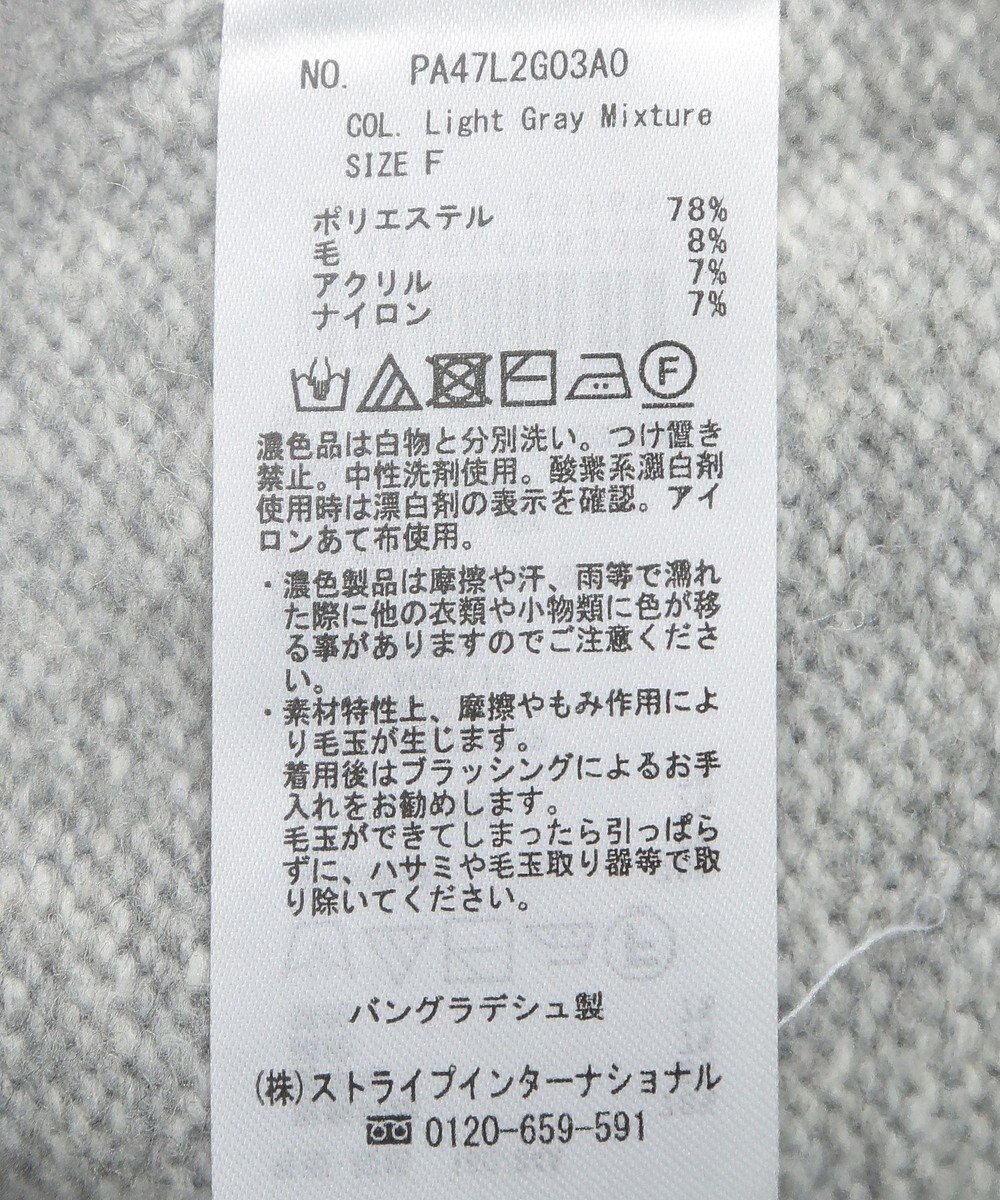 NO. PA47L2G03A0
COL. Light Gray Mixture
SIZE F
ポリエステル 78%
毛 8%
アクリル 7%
ナイロン 7%
F
濃色品は白物と分別洗い。つけ置き
禁止。中性洗剤使用。酸素系漂白剤
使用時は漂白剤の表示を確認。アイ
ロンあて布使用。
・濃色製品は摩擦や汗、雨等で濡れ
た際に他の衣類や小物類に色が移
る事がありますのでご注意くださ
い。
・素材特性上、摩擦やもみ作用によ
り毛玉が生じます。
着用後はブラッシングによるお手
入れをお勧めします。
毛玉ができてしまったら引っぱら
ずに、ハサミや毛玉取り器等で取
り除いてください。
バングラデシュ製
(株)ストライプインターナショナル
0120-659-591